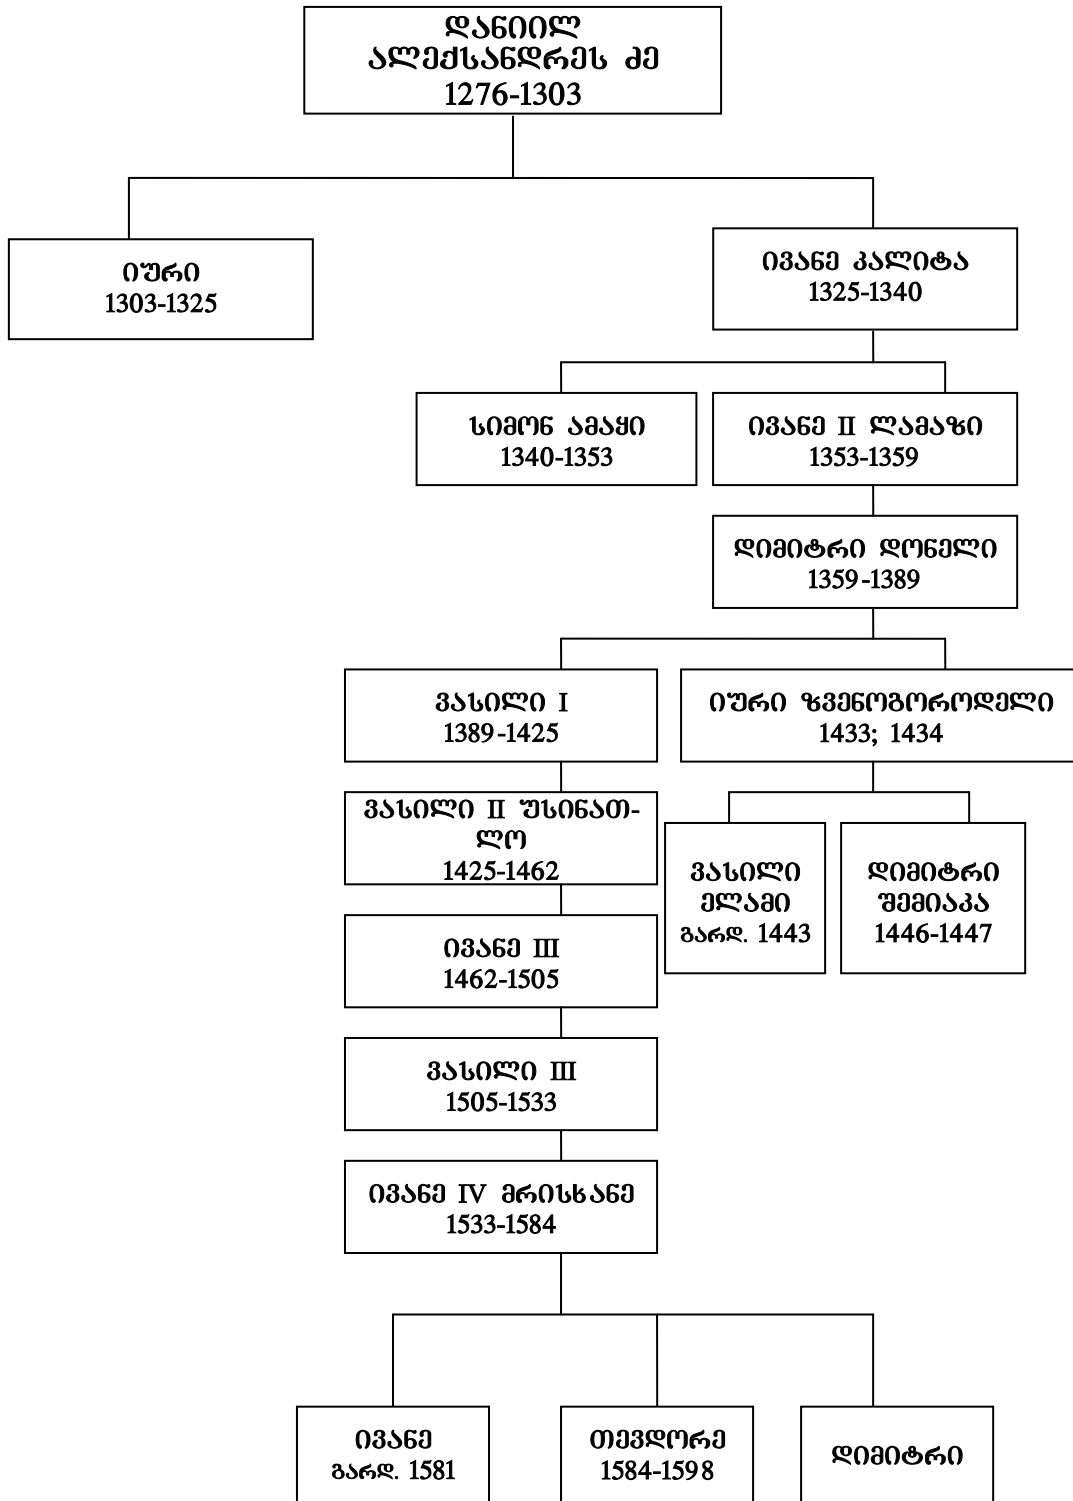 დანიილ
ალექსანდრეს ძე
1276-1303
იური
1303-1325
ივანე კალიტა
1325-1340
სიმონ ამაყი
1340-1353
ივანე II ლამაზი
1353-1359
დიმიტრი დონელი
1359-1389
ვასილი I
1389-1425
იური ზვენოგოროდელი
1433; 1434
ვასილი II უსინათ-
ლო
1425-1462
ვასილი
ელამი
გარდ. 1443
დიმიტრი
შემიაკა
1446-1447
ივანე III
1462-1505
ვასილი III
1505-1533
ივანე IV მრისხანე
1533-1584
ივანე
გარდ. 1581
თევდორე
1584-1598
დიმიტრი